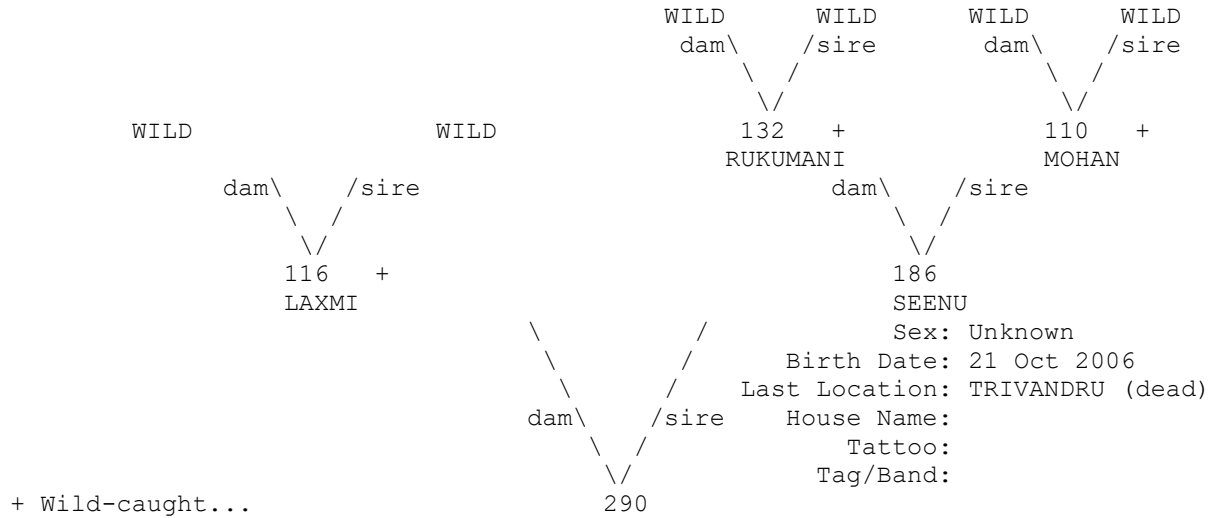 WILD      WILD      WILD      WILD
                                                      dam\    /sire       dam\    /sire
                                                          \  /                \  /
                                                           \/                  \/
        WILD                WILD                          132   +             110   +
                                                         RUKUMANI             MOHAN
              dam\    /sire                                     dam\    /sire
                  \  /                                              \  /
                   \/                                                \/
                  116   +                                           186
                  LAXMI                                             SEENU
                                  \          /                      Sex: Unknown
                                   \        /                Birth Date: 21 Oct 2006
                                    \      /              Last Location: TRIVANDRU (dead)
                                  dam\    /sire              House Name:
                                      \  /                       Tattoo:
                                       \/                      Tag/Band:
+ Wild-caught...                       290